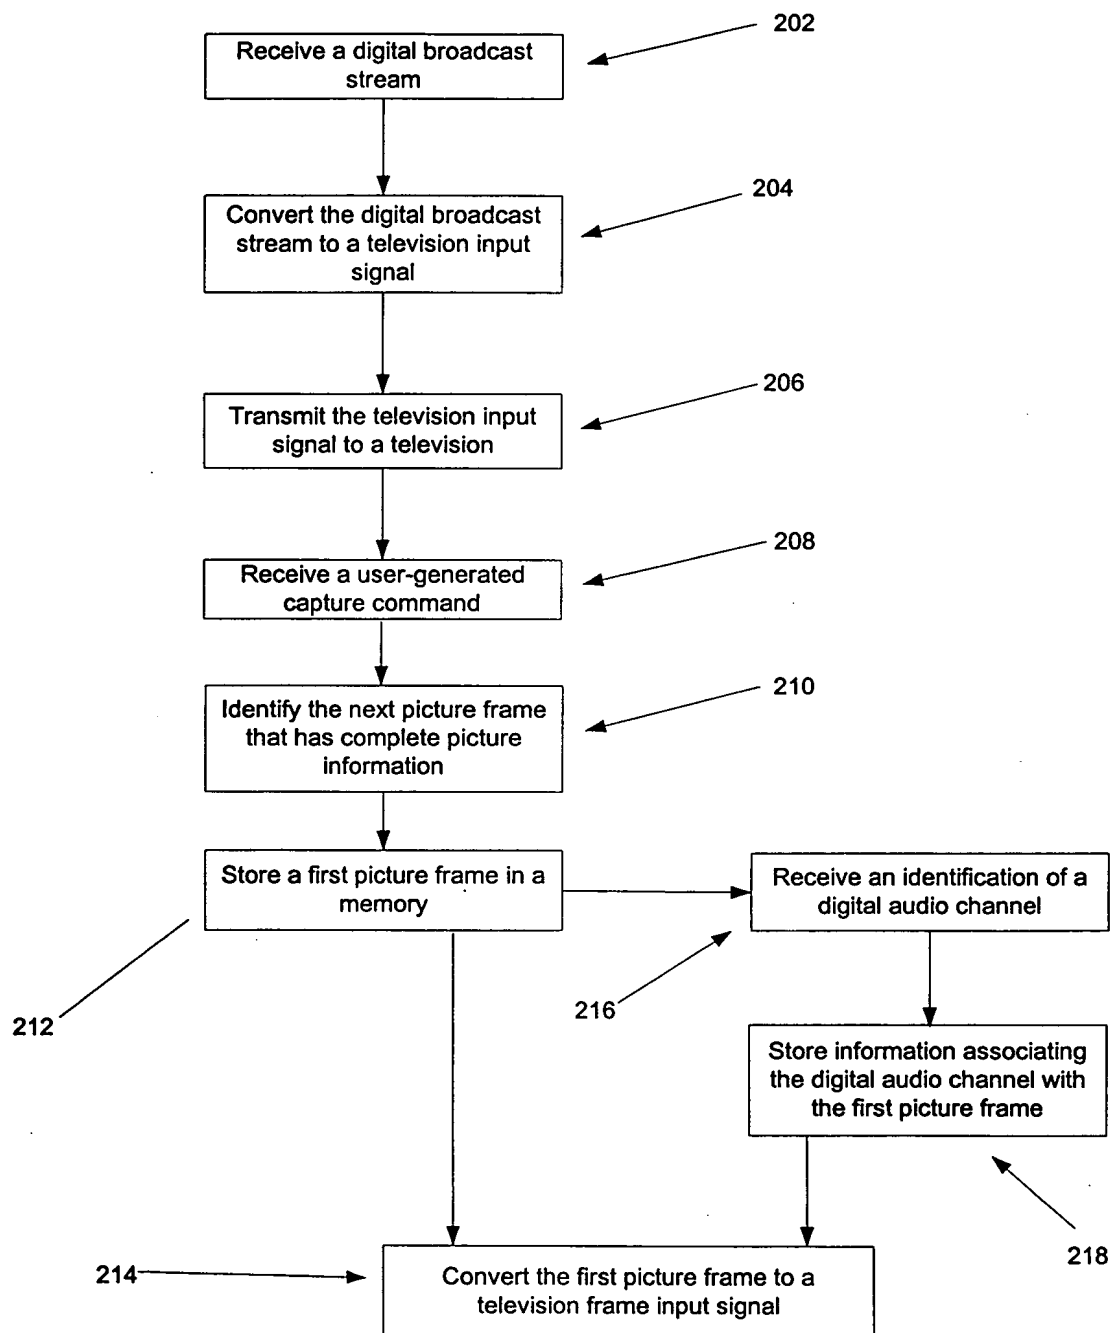 202
Receive a digital broadcast
stream
204
Convert the digital broadcast
stream to a television input
signal
206
Transmit the television input
signal to a television
208
Receive a user-generated
capture command
210
Identify the next picture frame
that has complete picture
information
Store a first picture frame in a
memory
212
Receive an identification of a
digital audio channel
216
Store information associating
the digital audio channel with
the first picture frame
218
214
Convert the first picture frame to a
television frame input signal